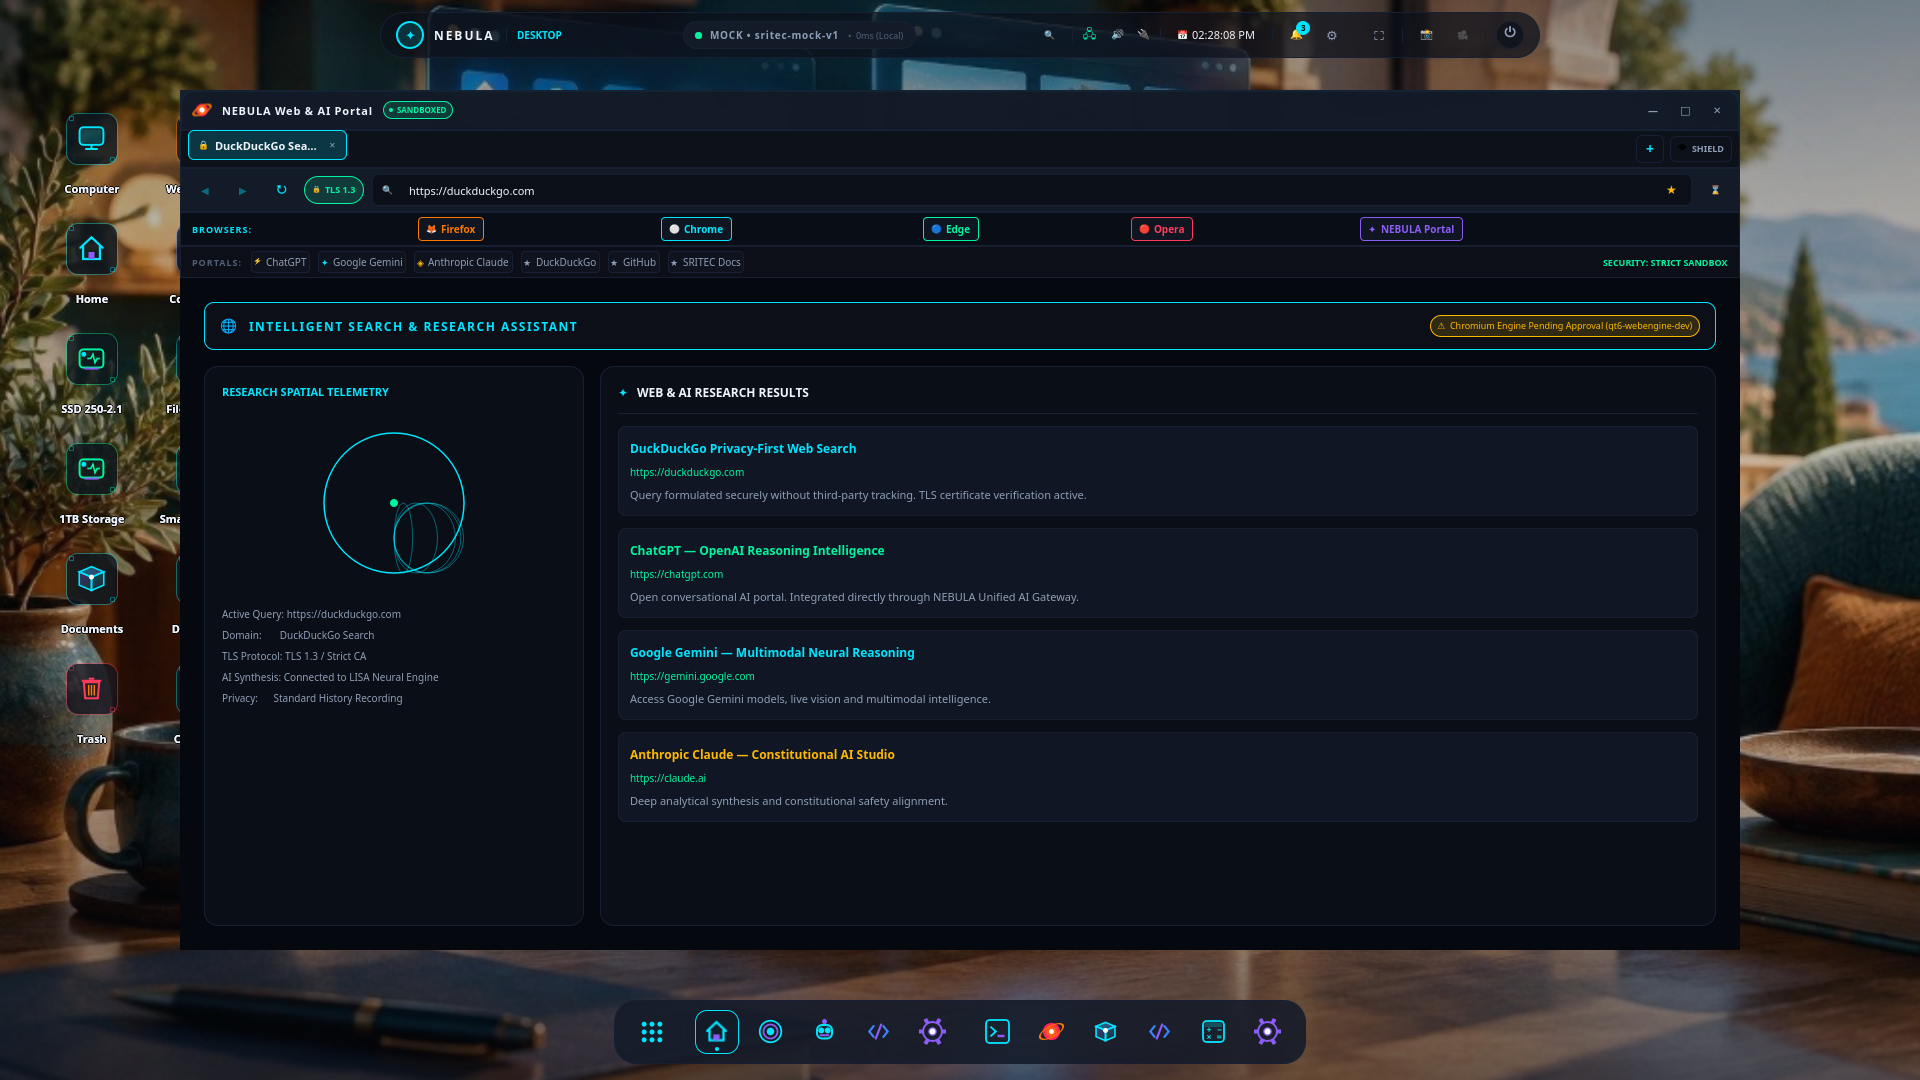 NEBULA DESKTOP MOCK • sritec-mock-v1 • 0ms (Local) 02:28:08 PM 3
NEBULA Web & AI Portal SANDBOXED
DuckDuckGo Sea... SHIELD
TLS 1.3 https://duckduckgo.com
BROWSERS: Firefox Chrome Edge Opera NEBULA Portal
PORTALS: ChatGPT Google Gemini Anthropic Claude DuckDuckGo GitHub SRITEC Docs SECURITY: STRICT SANDBOX
INTELLIGENT SEARCH & RESEARCH ASSISTANT Chromium Engine Pending Approval (qt6-webengine-dev)
RESEARCH SPATIAL TELEMETRY
Active Query: https://duckduckgo.com
Domain: DuckDuckGo Search
TLS Protocol: TLS 1.3 / Strict CA
AI Synthesis: Connected to LISA Neural Engine
Privacy: Standard History Recording
WEB & AI RESEARCH RESULTS
DuckDuckGo Privacy-First Web Search
https://duckduckgo.com
Query formulated securely without third-party tracking. TLS certificate verification active.
ChatGPT — OpenAI Reasoning Intelligence
https://chatgpt.com
Open conversational AI portal. Integrated directly through NEBULA Unified AI Gateway.
Google Gemini — Multimodal Neural Reasoning
https://gemini.google.com
Access Google Gemini models, live vision and multimodal intelligence.
Anthropic Claude — Constitutional AI Studio
https://claude.ai
Deep analytical synthesis and constitutional safety alignment.
Computer
Home
SSD 250-2.1
1TB Storage
Documents
Trash